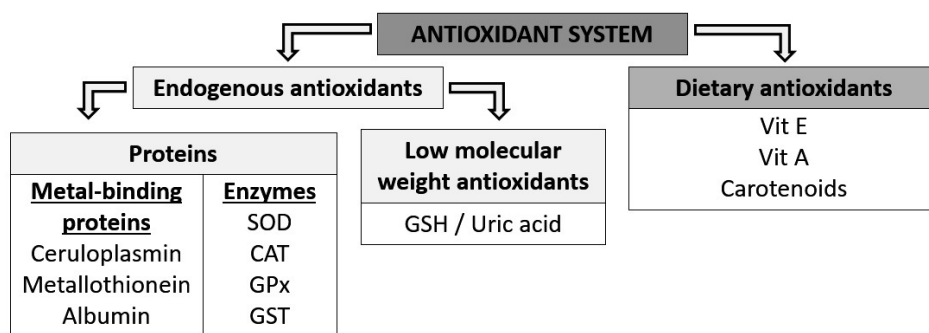 ANTIOXIDANT SYSTEM
Endogenous antioxidants
Dietary antioxidants
Vit E
Vit A
Carotenoids
Proteins
Metal-binding
proteins
Ceruloplasmin
Metallothionein
Albumin
Enzymes
SOD
CAT
GPx
GST
Low molecular
weight antioxidants
GSH / Uric acid